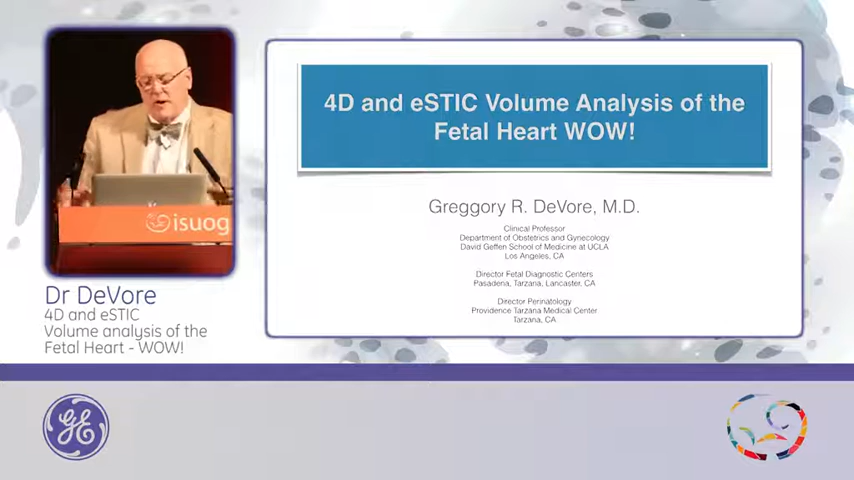 4D and eSTIC Volume Analysis of the
Fetal Heart WOW!
Greggory R. DeVore, M.D.
Clinical Professor
Department of Obstetrics and Gynecology
David Geffen School of Medicine at UCLA
Los Angeles, CA
Director Fetal Diagnostic Centers
Pasadena, Tarzana, Lancaster, CA
Director Perinatology
Providence Tarzana Medical Center
Tarzana, CA
isuog
Dr DeVore
4D and eSTIC
Volume analysis of the
Fetal Heart - WOW!
GE